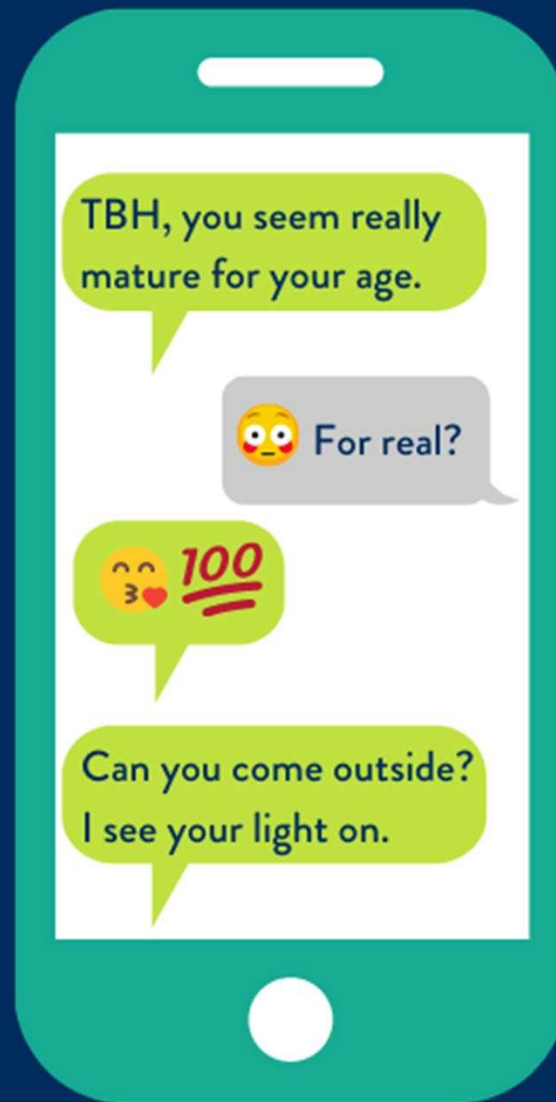 TBH, you seem really
mature for your age.
😳 For real?
😙 💯
Can you come outside?
I see your light on.